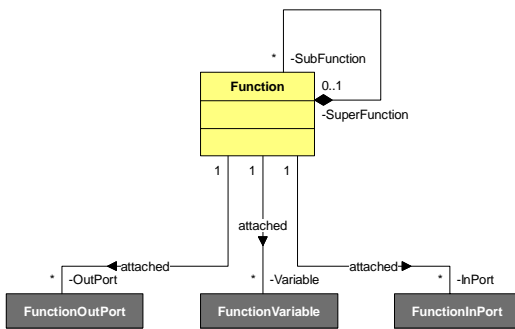 * -SubFunction
Function
0..1
-SuperFunction
1 1 1
attached
attached attached
* -OutPort * -Variable * -InPort
FunctionOutPort FunctionVariable FunctionInPort